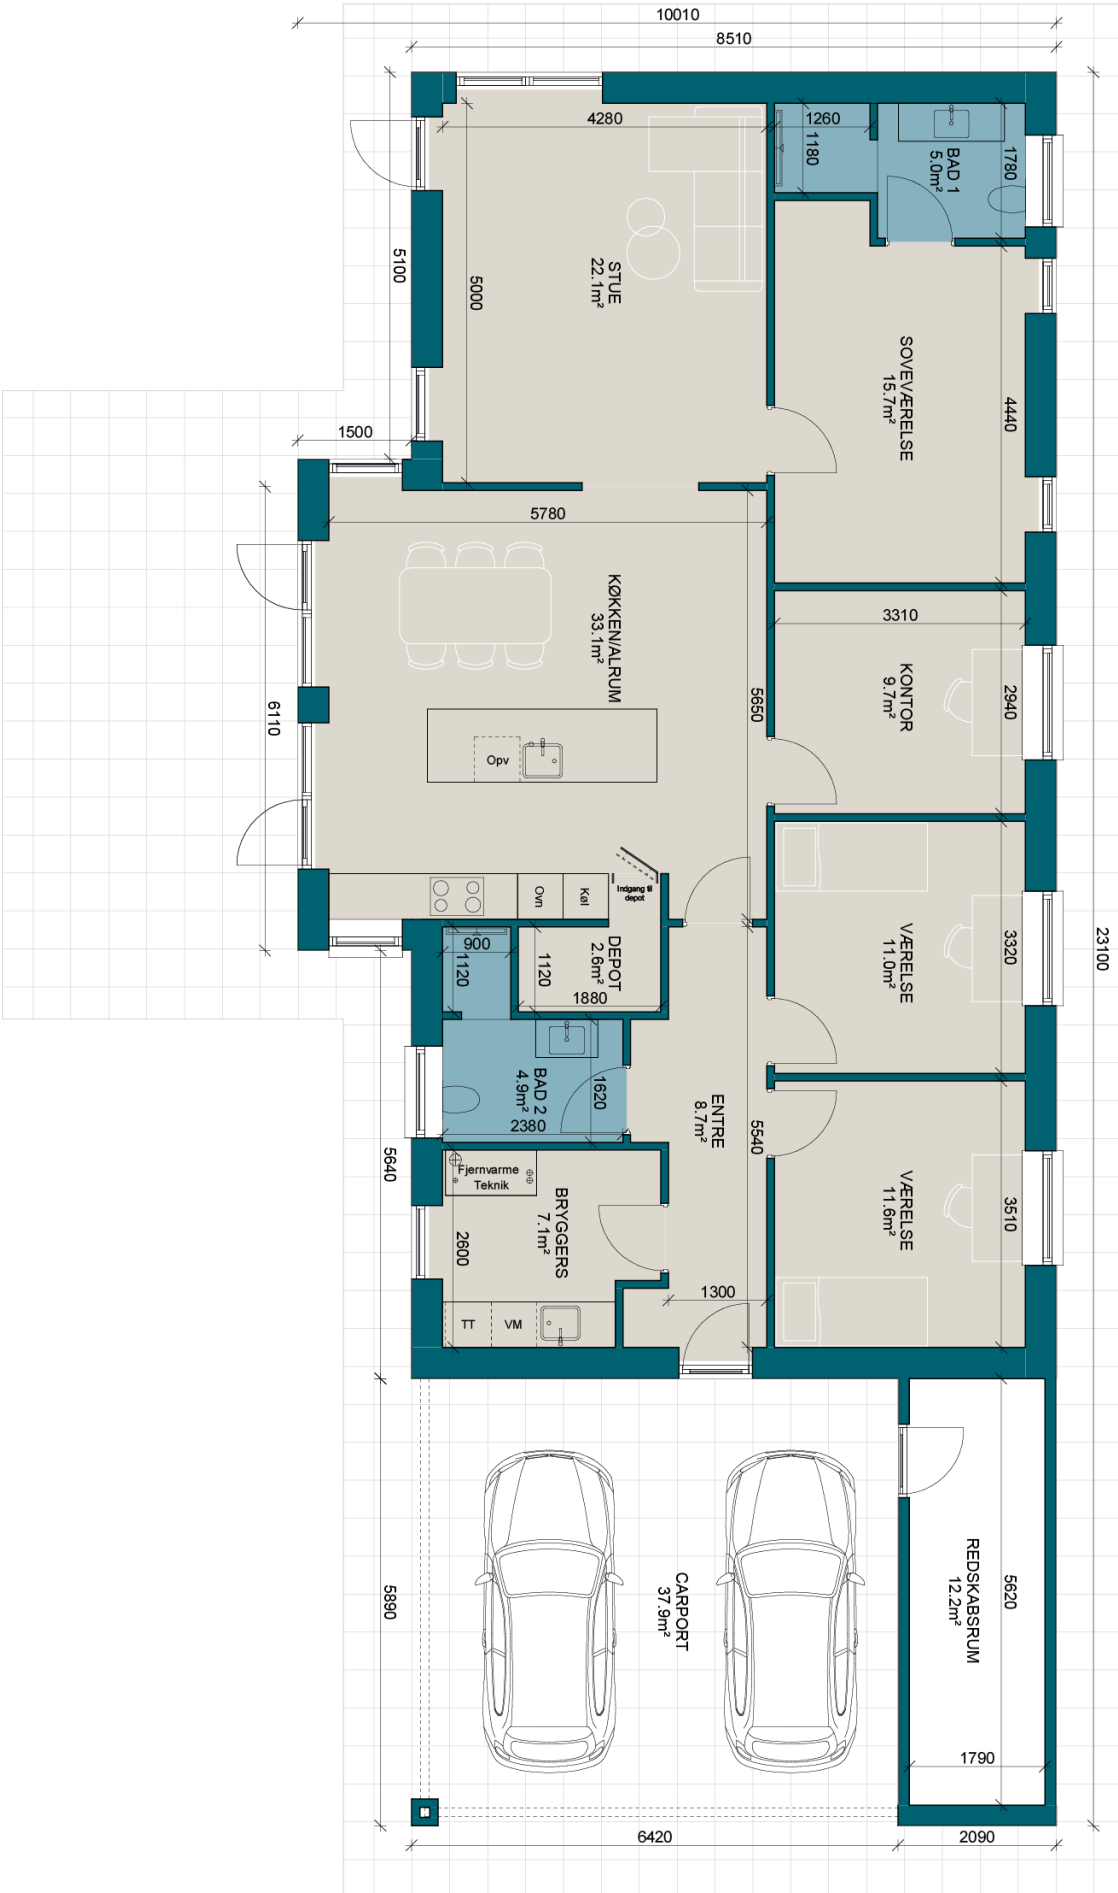 10010
8510
4280
1260
1180
BAD 1
5.0m²
1780
5100
5000
STUE
22.1m²
SOVEVÆRELSE
15.7m²
4440
1500
5780
KØKKEN/ALRUM
33.1m²
3310
KONTOR
9.7m²
2940
6110
5650
Opv
Ovn
Køl
Indgang til
depot
900
1120
1120
DEPOT
2.6m²
1880
VÆRELSE
11.0m²
3320
23100
BAD 2
4.9m²
1620
2380
ENTRE
8.7m²
5540
5640
Fjernvarme
Teknik
BRYGGERS
7.1m²
2600
VÆRELSE
11.6m²
3510
1300
TT
VM
5890
CARPORT
37.9m²
REDSKABSRUM
12.2m²
5620
1790
6420
2090